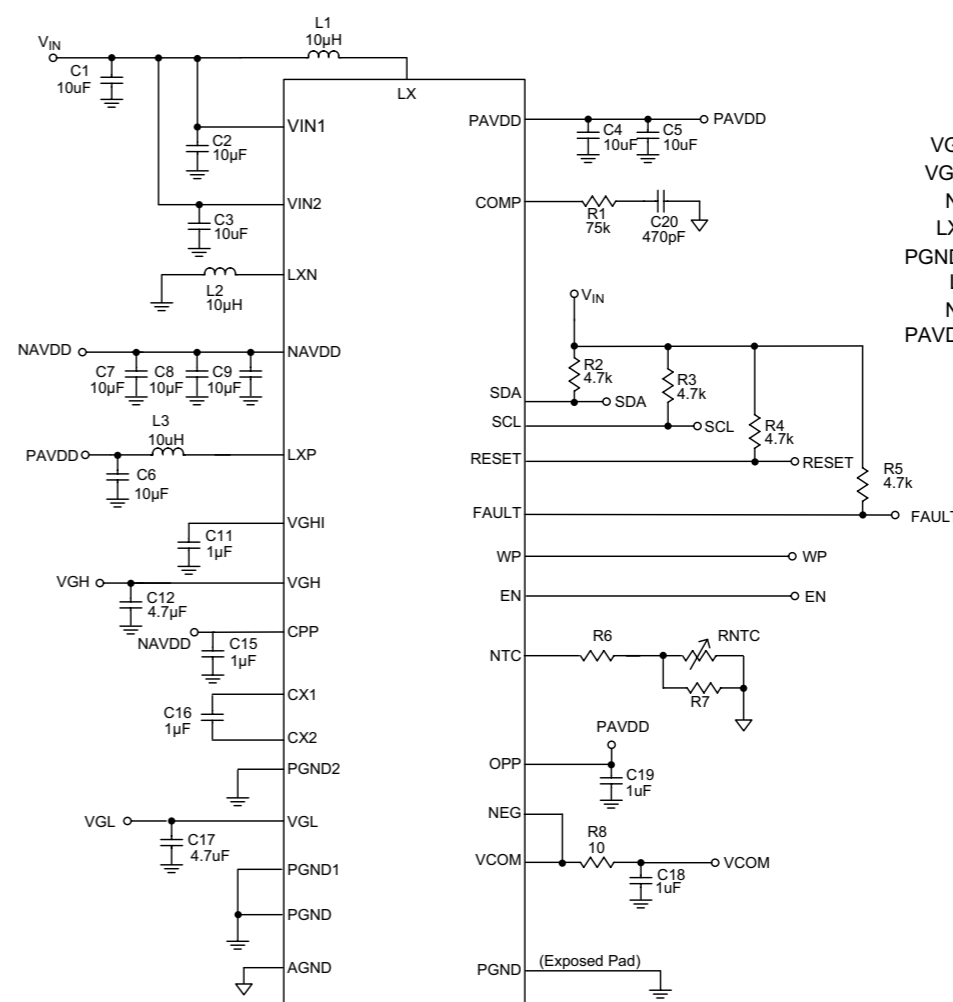 L1
10µH
VIN
C1
10uF
LX
VIN1
C2
10µF
VIN2
C3
10uF
LXN
L2
10µH
NAVDD
NAVDD
C7
10µF
C8
10µF
C9
10µF
L3
10uH
PAVDD
LXP
C6
10µF
VGHI
C11
1µF
VGH
VGH
C12
4.7µF
CPP
NAVDD
C15
1µF
CX1
C16
1µF
CX2
PGND2
VGL
VGL
C17
4.7uF
PGND1
PGND
AGND
PAVDD
PAVDD
C4
10uF
C5
10uF
COMP
R1
75k
C20
470pF
VIN
R2
4.7k
R3
4.7k
SDA
SDA
SCL
SCL
R4
4.7k
RESET
RESET
R5
4.7k
FAULT
FAULT
WP
WP
EN
EN
NTC
R6
RNTC
R7
PAVDD
OPP
C19
1uF
NEG
R8
10
VCOM
VCOM
C18
1uF
PGND
(Exposed Pad)
PGND